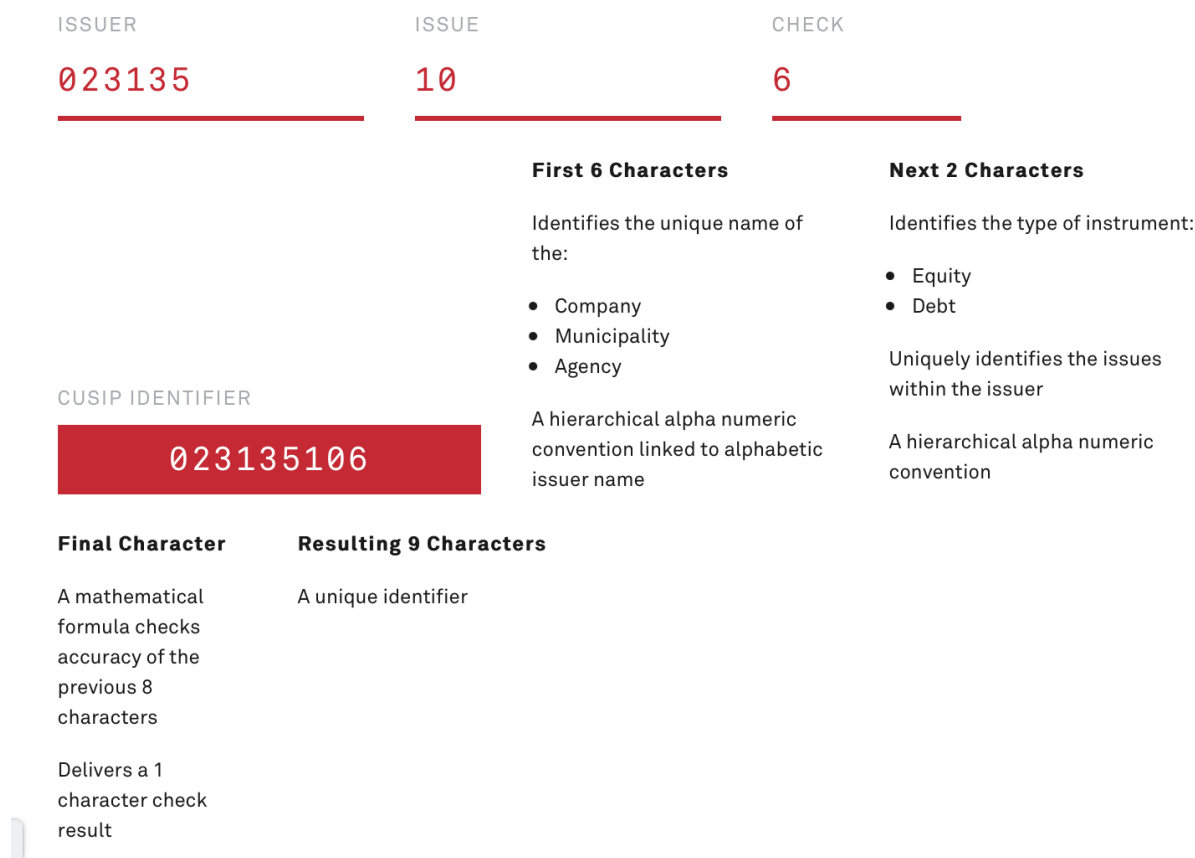 ISSUER
023135
ISSUE
10
CHECK
6
First 6 Characters
Identifies the unique name of
the:
Company
Municipality
Agency
A hierarchical alpha numeric
convention linked to alphabetic
issuer name
Next 2 Characters
Identifies the type of instrument:
Equity
Debt
Uniquely identifies the issues
within the issuer
A hierarchical alpha numeric
convention
CUSIP IDENTIFIER
023135106
Final Character
A mathematical
formula checks
accuracy of the
previous 8
characters
Delivers a 1
character check
result
Resulting 9 Characters
A unique identifier